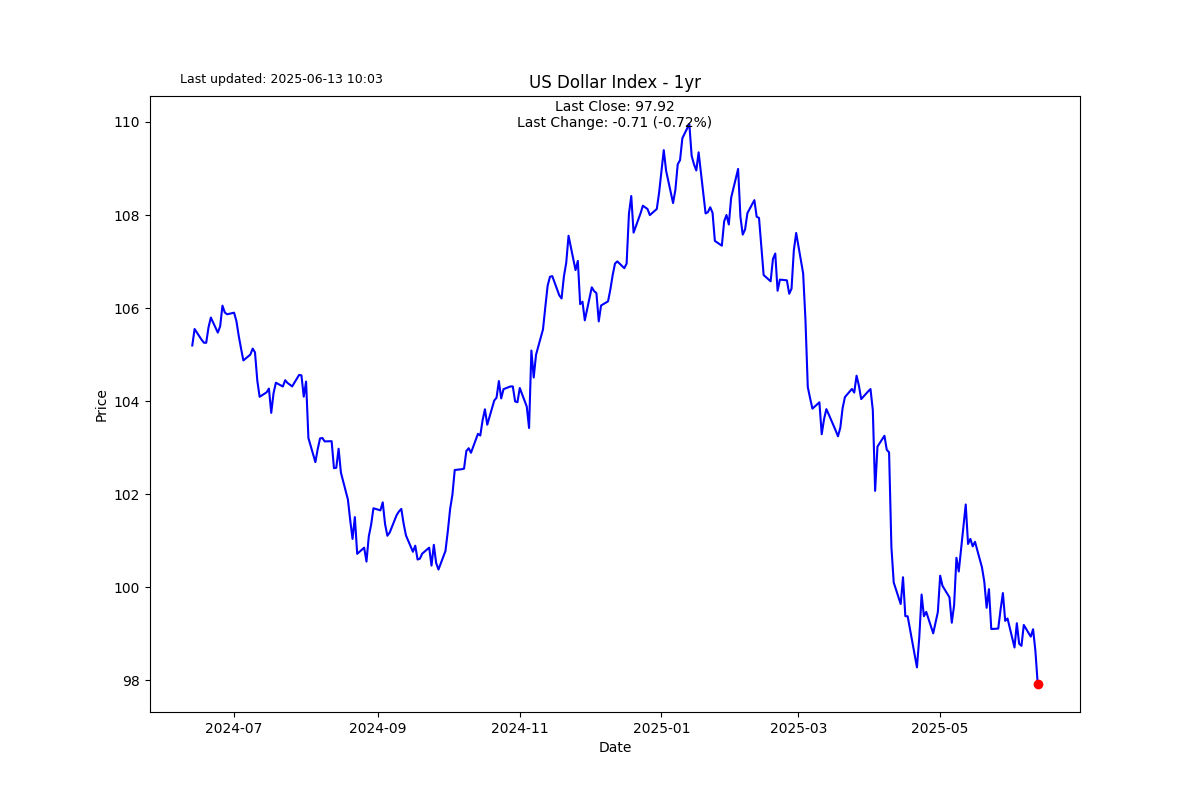 Last updated: 2025-06-13 10:03
US Dollar Index - 1yr
Last Close: 97.92
Last Change: -0.71 (-0.72%)
110
108
106
104
102
100
98
Price
2024-07
2024-09
2024-11
2025-01
2025-03
2025-05
Date